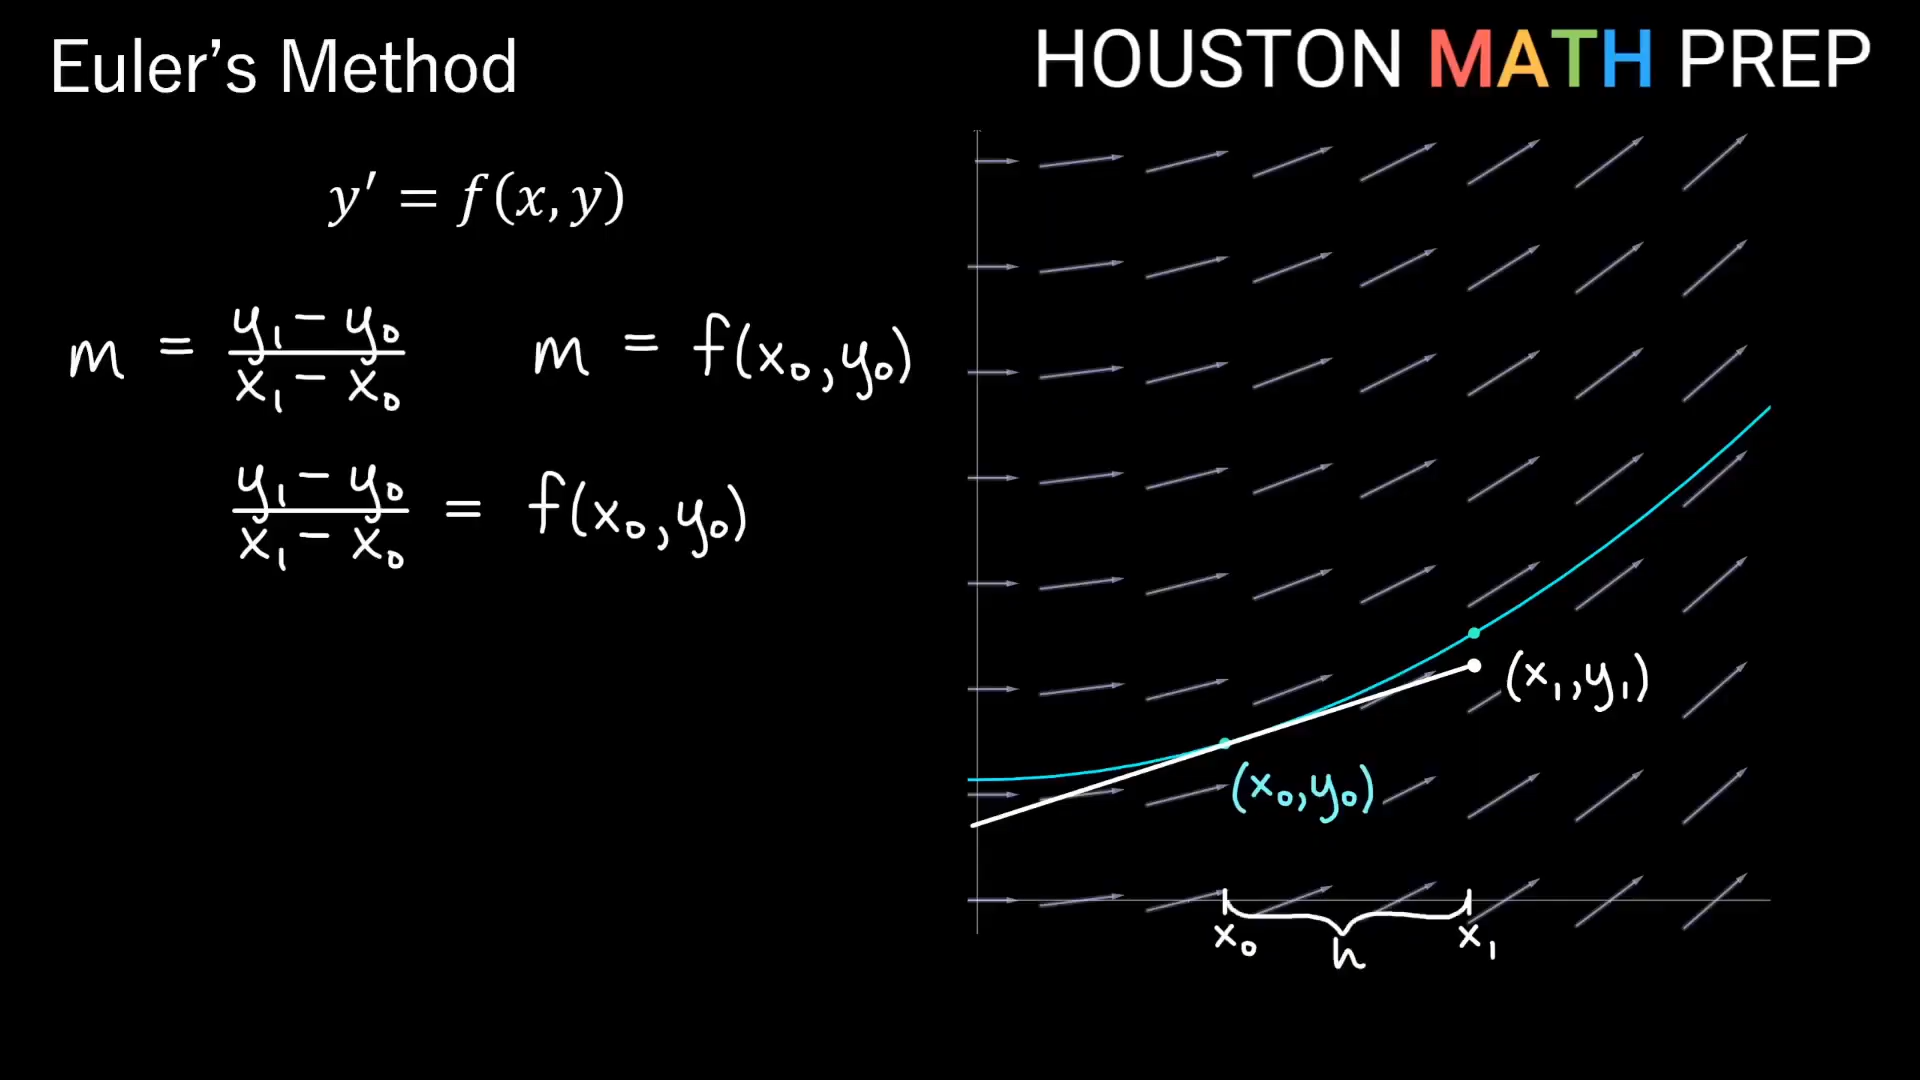 Euler's Method
HOUSTON MATH PREP
y′ = f(x, y)
m = (y₁ − y₀)/(x₁ − x₀)    m = f(x₀, y₀)
(y₁ − y₀)/(x₁ − x₀) = f(x₀, y₀)
(x₁, y₁)
(x₀, y₀)
x₀ h x₁